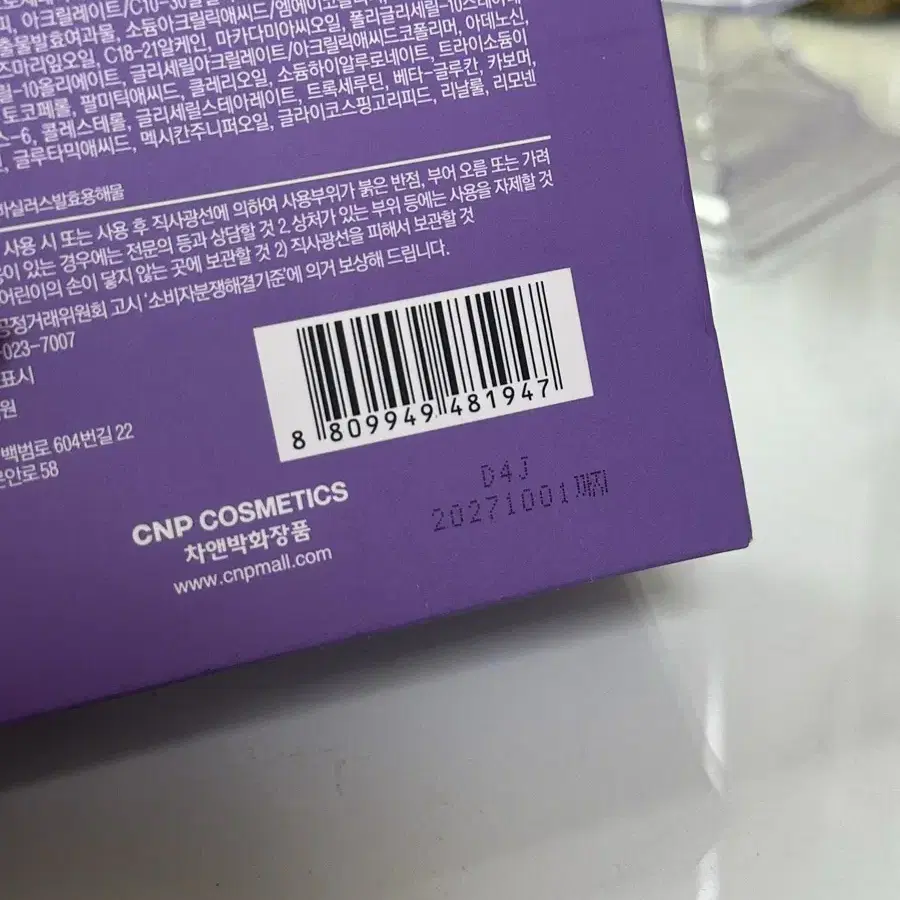 아크릴레이트/C10-30알킬
출물발효여과물, 소듐아크릴릭애씨드/엠에이코폴리머,
C18-21알케인, 마카다미아씨오일, 폴리글리세릴-10스테아레
즈마리잎오일, 글리세릴아크릴레이트/아크릴릭애씨드코폴리머, 아데노신,
릴-10올리에이트, 클레리오일, 소듐하이알루로네이트, 트라이소듐이
토코페롤, 팔미틱애씨드, 글리세릴스테아레이트, 트록세루틴, 베타-글루칸, 카보머,
스-6, 콜레스테롤, 멕시칸주니퍼오일, 글라이코스핑고리피드, 리날룰, 리모넨
글루타믹애씨드,
바실러스발효용해물
사용 시 또는 사용 후 직사광선에 의하여 사용부위가 붉은 반점, 부어 오름 또는 가려
있는 경우에는 전문의 등과 상담할 것 2. 상처가 있는 부위 등에는 사용을 자제할 것
어린이의 손이 닿지 않는 곳에 보관할 것 2) 직사광선을 피해서 보관할 것
공정거래위원회 고시 '소비자분쟁해결기준'에 의거 보상해 드립니다.
-023-7007
표시
원
백범로 604번길 22
로안로58
8 809949 481947
D4J
20271001까지
CNP COSMETICS
차앤박화장품
www.cnpmall.com